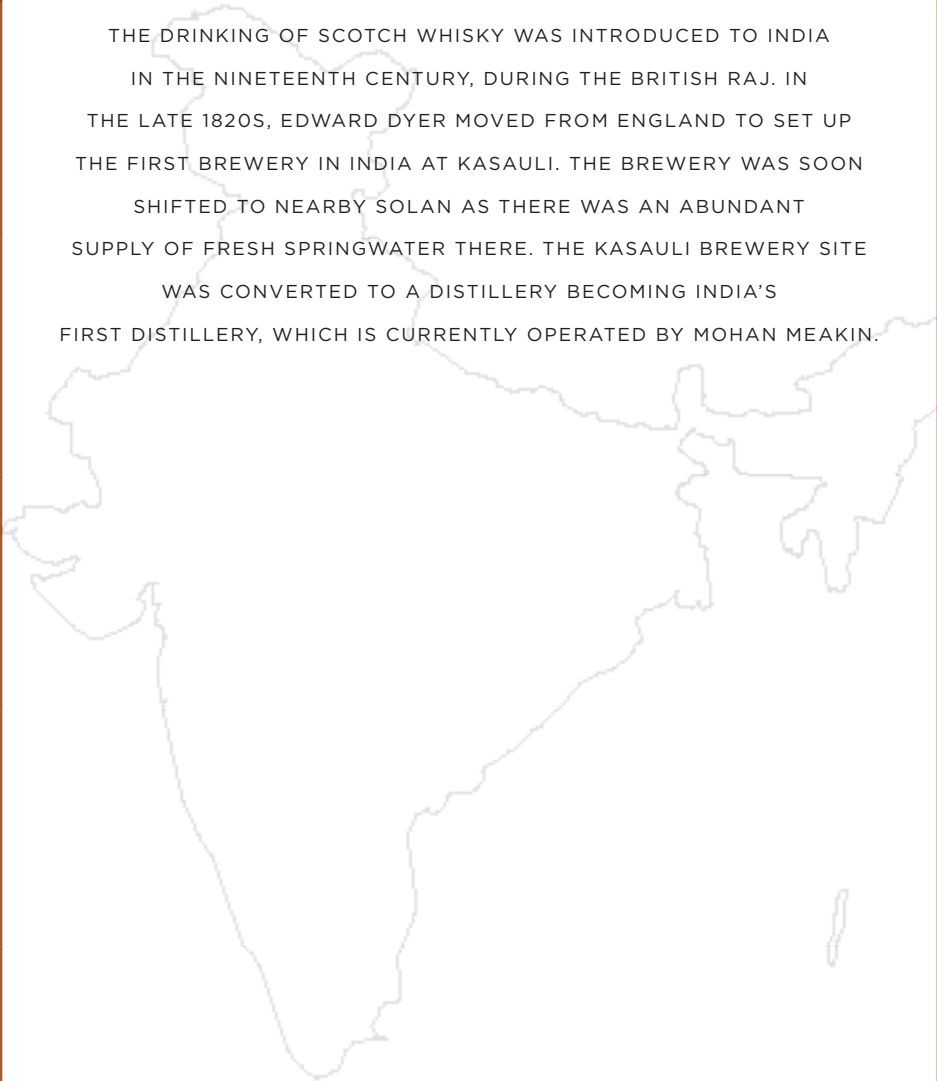 THE DRINKING OF SCOTCH WHISKY WAS INTRODUCED TO INDIA
IN THE NINETEENTH CENTURY, DURING THE BRITISH RAJ. IN
THE LATE 1820S, EDWARD DYER MOVED FROM ENGLAND TO SET UP
THE FIRST BREWERY IN INDIA AT KASAULI. THE BREWERY WAS SOON
SHIFTED TO NEARBY SOLAN AS THERE WAS AN ABUNDANT
SUPPLY OF FRESH SPRINGWATER THERE. THE KASAULI BREWERY SITE
WAS CONVERTED TO A DISTILLERY BECOMING INDIA’S
FIRST DISTILLERY, WHICH IS CURRENTLY OPERATED BY MOHAN MEAKIN.